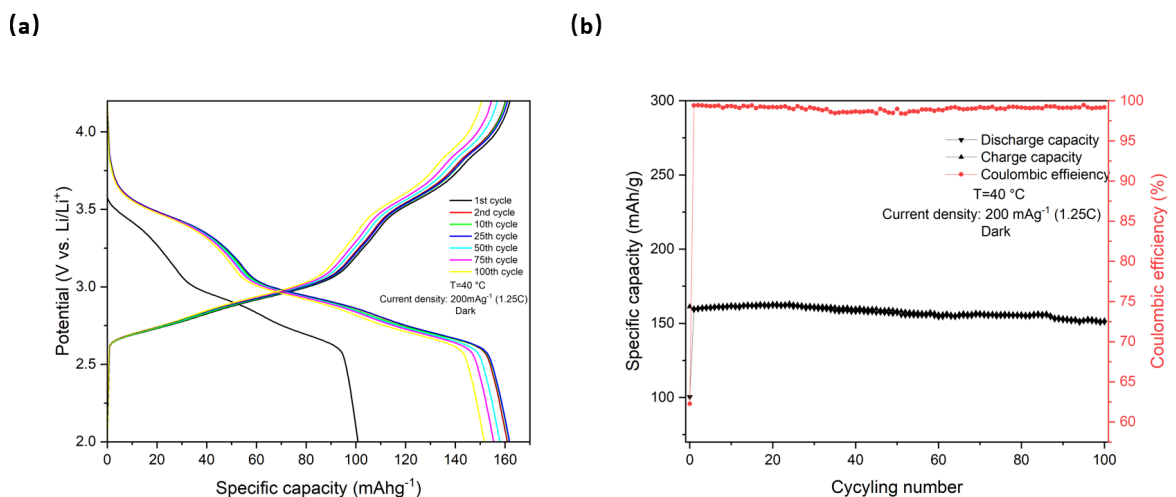 (a)
(b)
4.0
3.5
3.0
2.5
2.0
Potential (V vs. Li/Li⁺)
0 20 40 60 80 100 120 140 160
Specific capacity (mAhg⁻¹)
1st cycle
2nd cycle
10th cycle
25th cycle
50th cycle
75th cycle
100th cycle
T=40 °C
Current density: 200mAg⁻¹ (1.25C)
Dark
300
250
200
150
100
Specific capacity (mAh/g)
Discharge capacity
Charge capacity
Coulombic effieiency
T=40 °C
Current density: 200 mAg⁻¹ (1.25C)
Dark
100
95
90
85
80
75
70
65
60
Coulombic efficiency (%)
0 20 40 60 80 100
Cycyling number